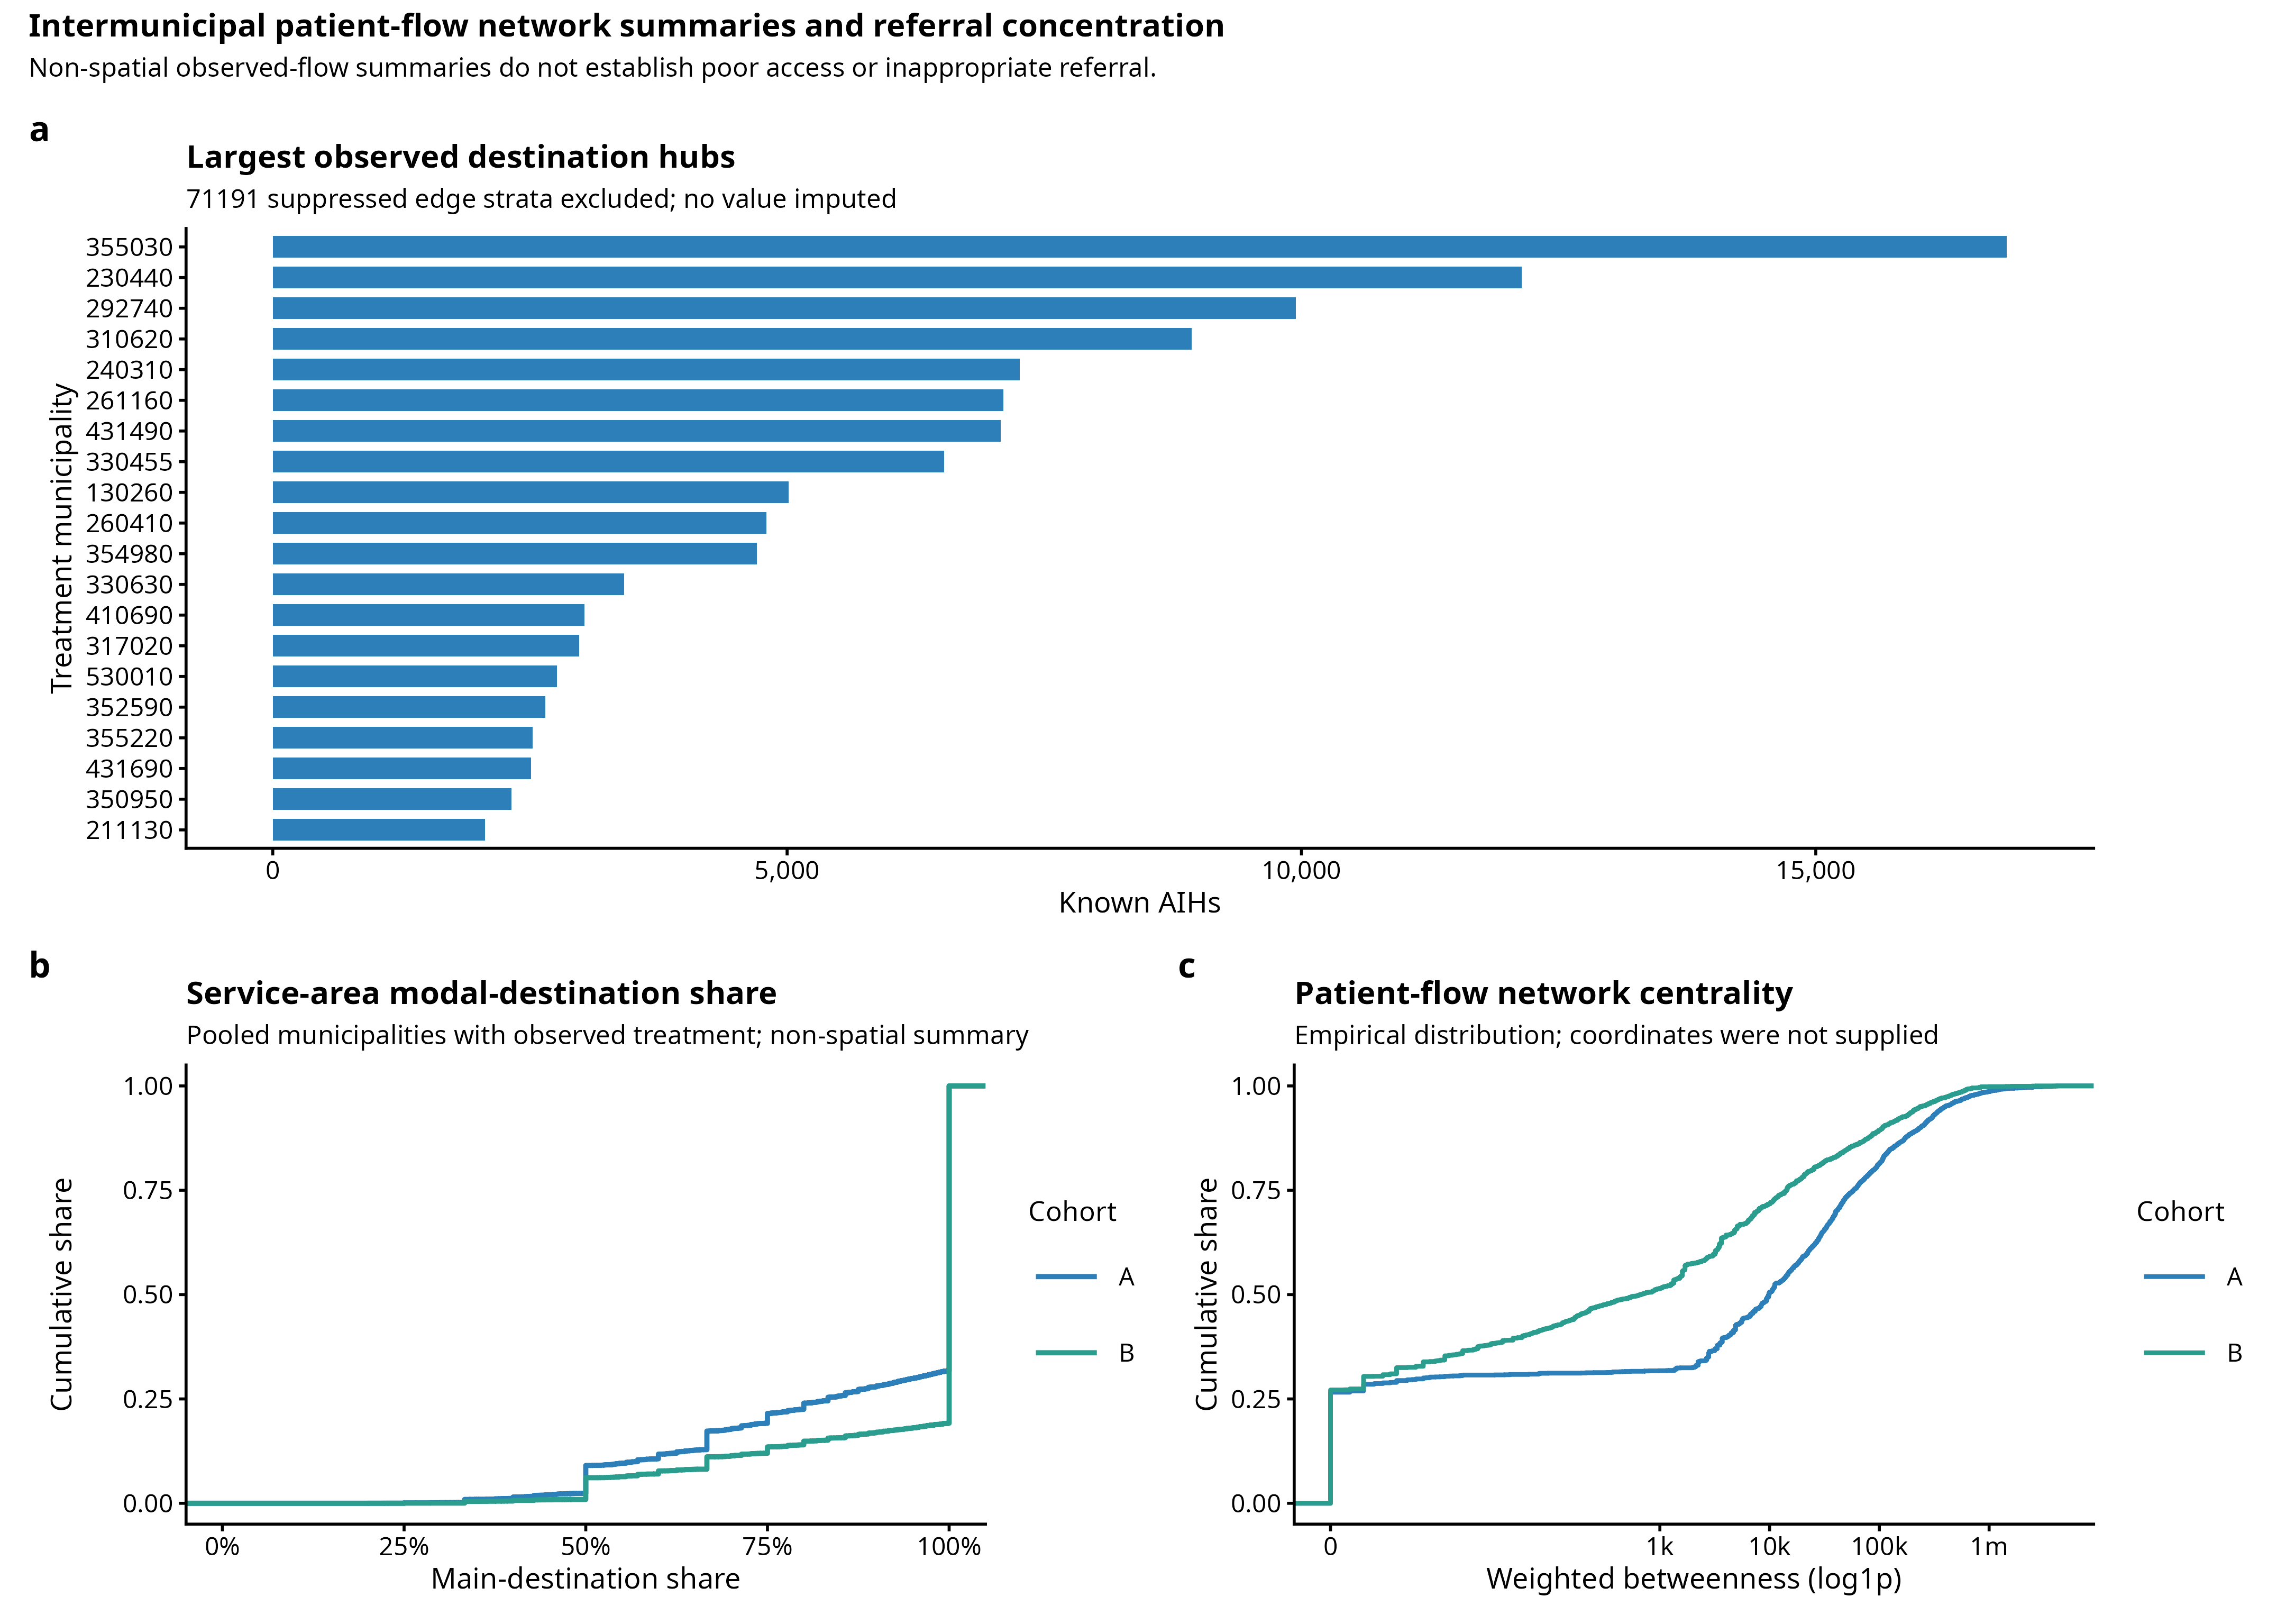 Intermunicipal patient-flow network summaries and referral concentration
Non-spatial observed-flow summaries do not establish poor access or inappropriate referral.
a
Largest observed destination hubs
71191 suppressed edge strata excluded; no value imputed
Treatment municipality
355030
230440
292740
310620
240310
261160
431490
330455
130260
260410
354980
330630
410690
317020
530010
352590
355220
431690
350950
211130
0 5,000 10,000 15,000
Known AIHs
b
Service-area modal-destination share
Pooled municipalities with observed treatment; non-spatial summary
Cumulative share
1.00
0.75
0.50
0.25
0.00
0% 25% 50% 75% 100%
Main-destination share
Cohort
A
B
c
Patient-flow network centrality
Empirical distribution; coordinates were not supplied
Cumulative share
1.00
0.75
0.50
0.25
0.00
0 1k 10k 100k 1m
Weighted betweenness (log1p)
Cohort
A
B